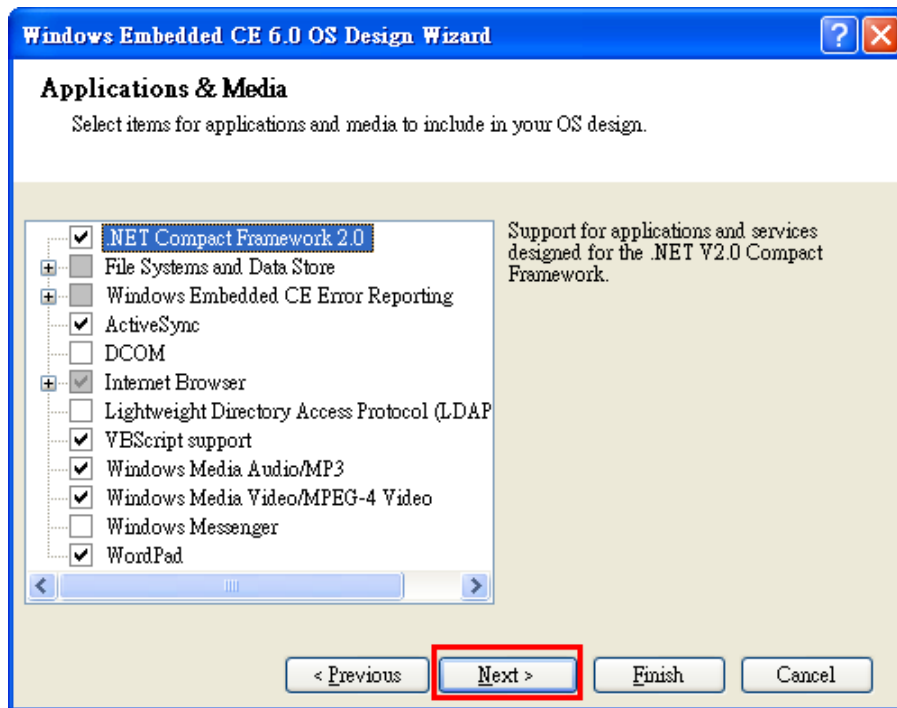 Windows Embedded CE 6.0 OS Design Wizard
Applications & Media
Select items for applications and media to include in your OS design.
.NET Compact Framework 2.0
File Systems and Data Store
Windows Embedded CE Error Reporting
ActiveSync
DCOM
Internet Browser
Lightweight Directory Access Protocol (LDAP
VBScript support
Windows Media Audio/MP3
Windows Media Video/MPEG-4 Video
Windows Messenger
WordPad
Support for applications and services
designed for the .NET V2.0 Compact
Framework.
< Previous
Next >
Finish
Cancel